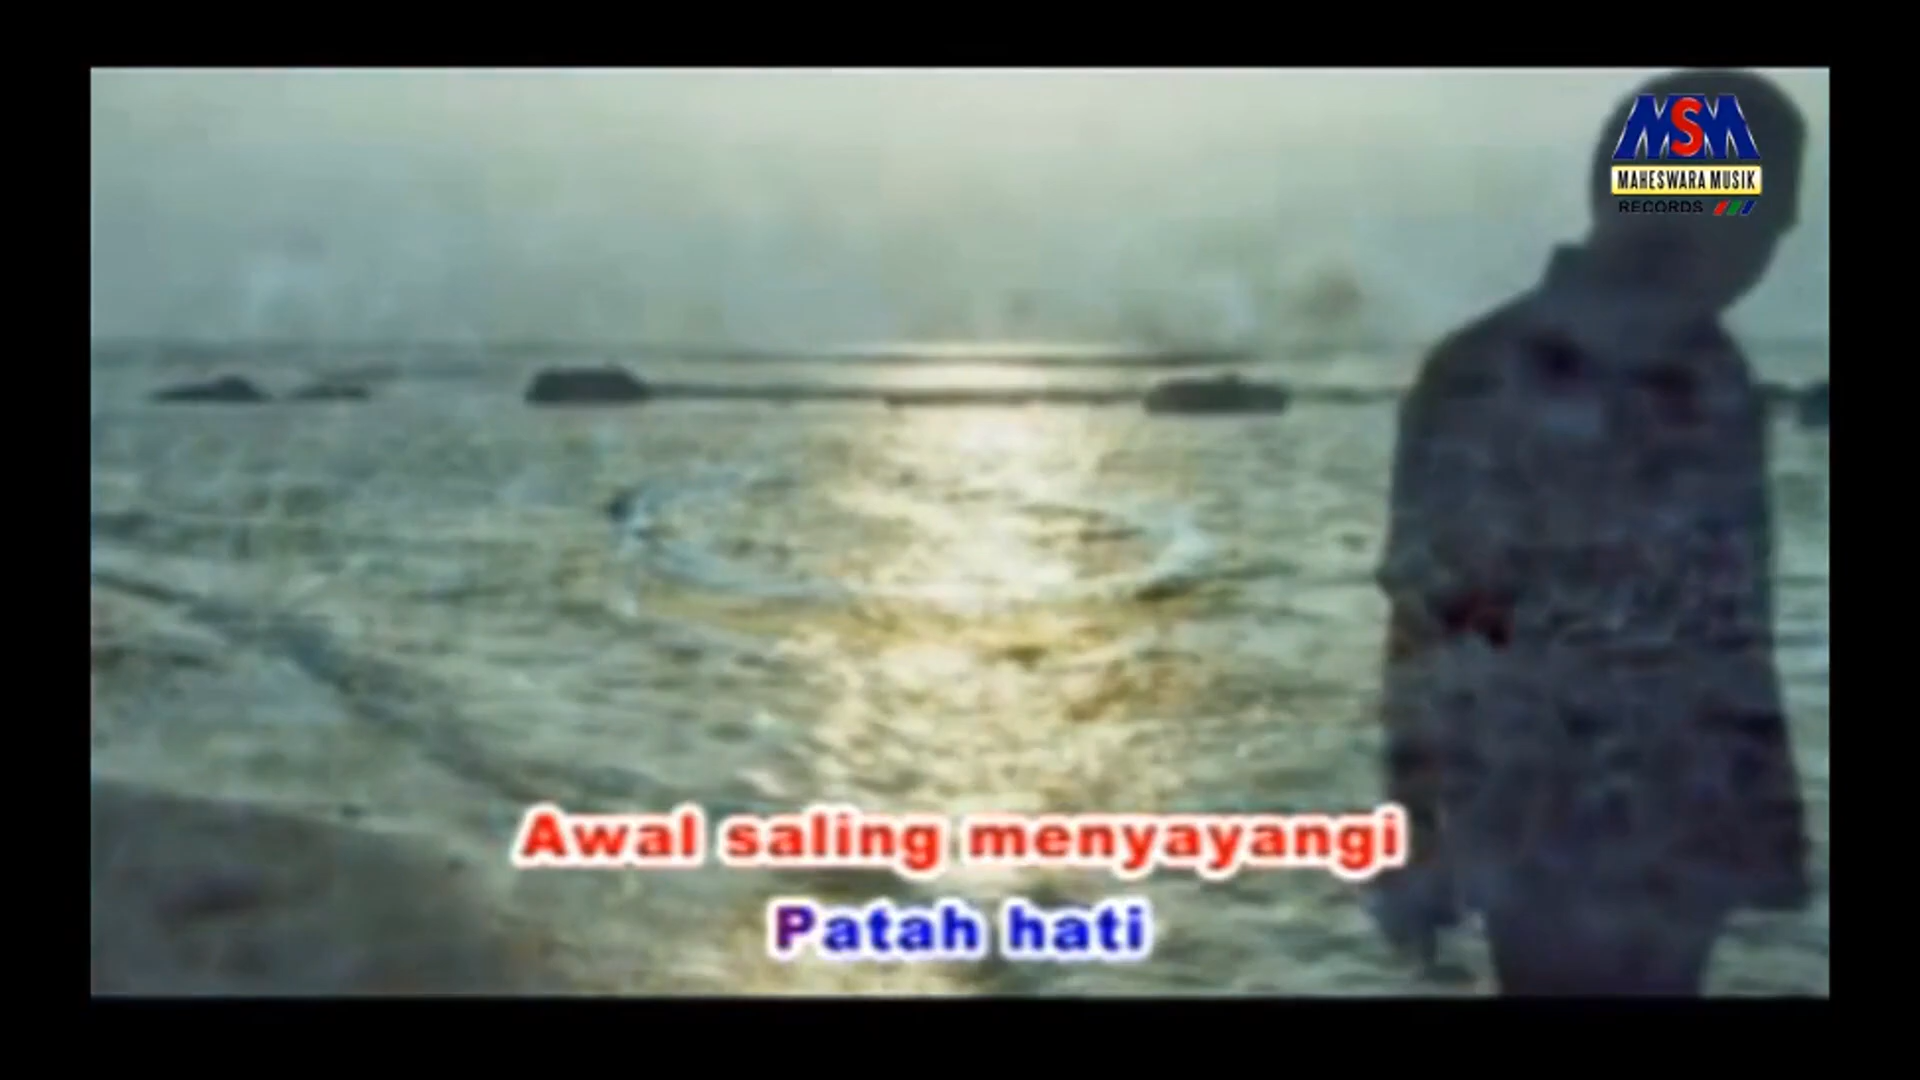 MSM
MAHESWARA MUSIK
RECORDS
Awal saling menyayangi
Patah hati